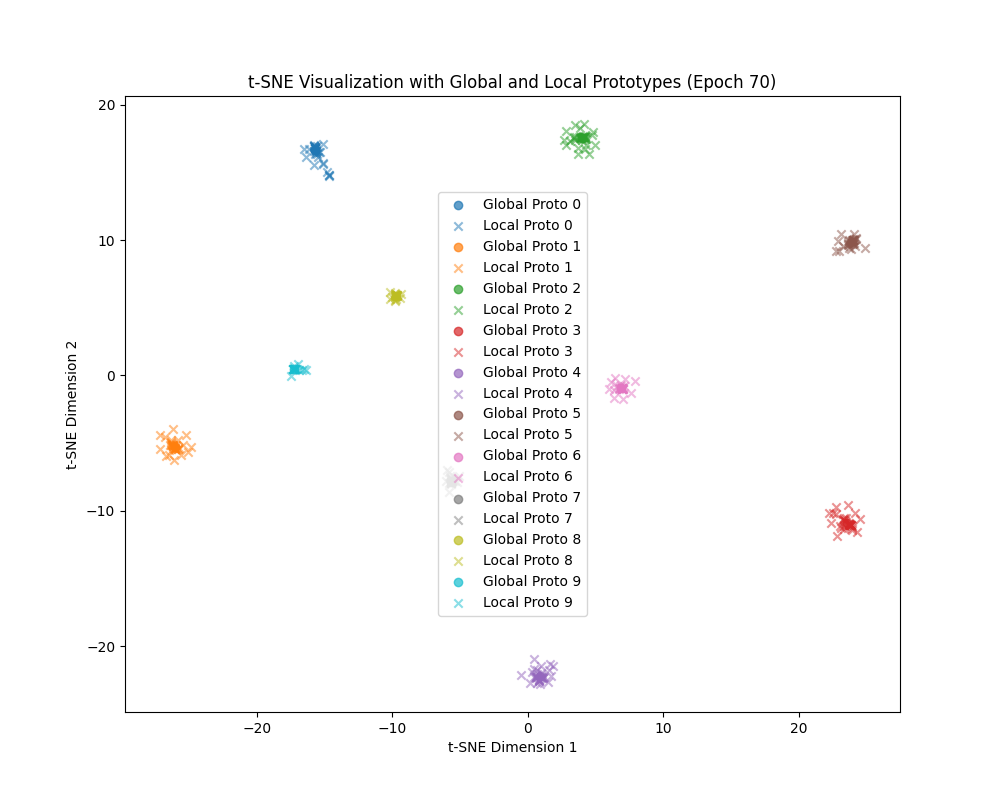 t-SNE Visualization with Global and Local Prototypes (Epoch 70)
20
10
0
−10
−20
t-SNE Dimension 2
Global Proto 0
Local Proto 0
Global Proto 1
Local Proto 1
Global Proto 2
Local Proto 2
Global Proto 3
Local Proto 3
Global Proto 4
Local Proto 4
Global Proto 5
Local Proto 5
Global Proto 6
Local Proto 6
Global Proto 7
Local Proto 7
Global Proto 8
Local Proto 8
Global Proto 9
Local Proto 9
−20 −10 0 10 20
t-SNE Dimension 1